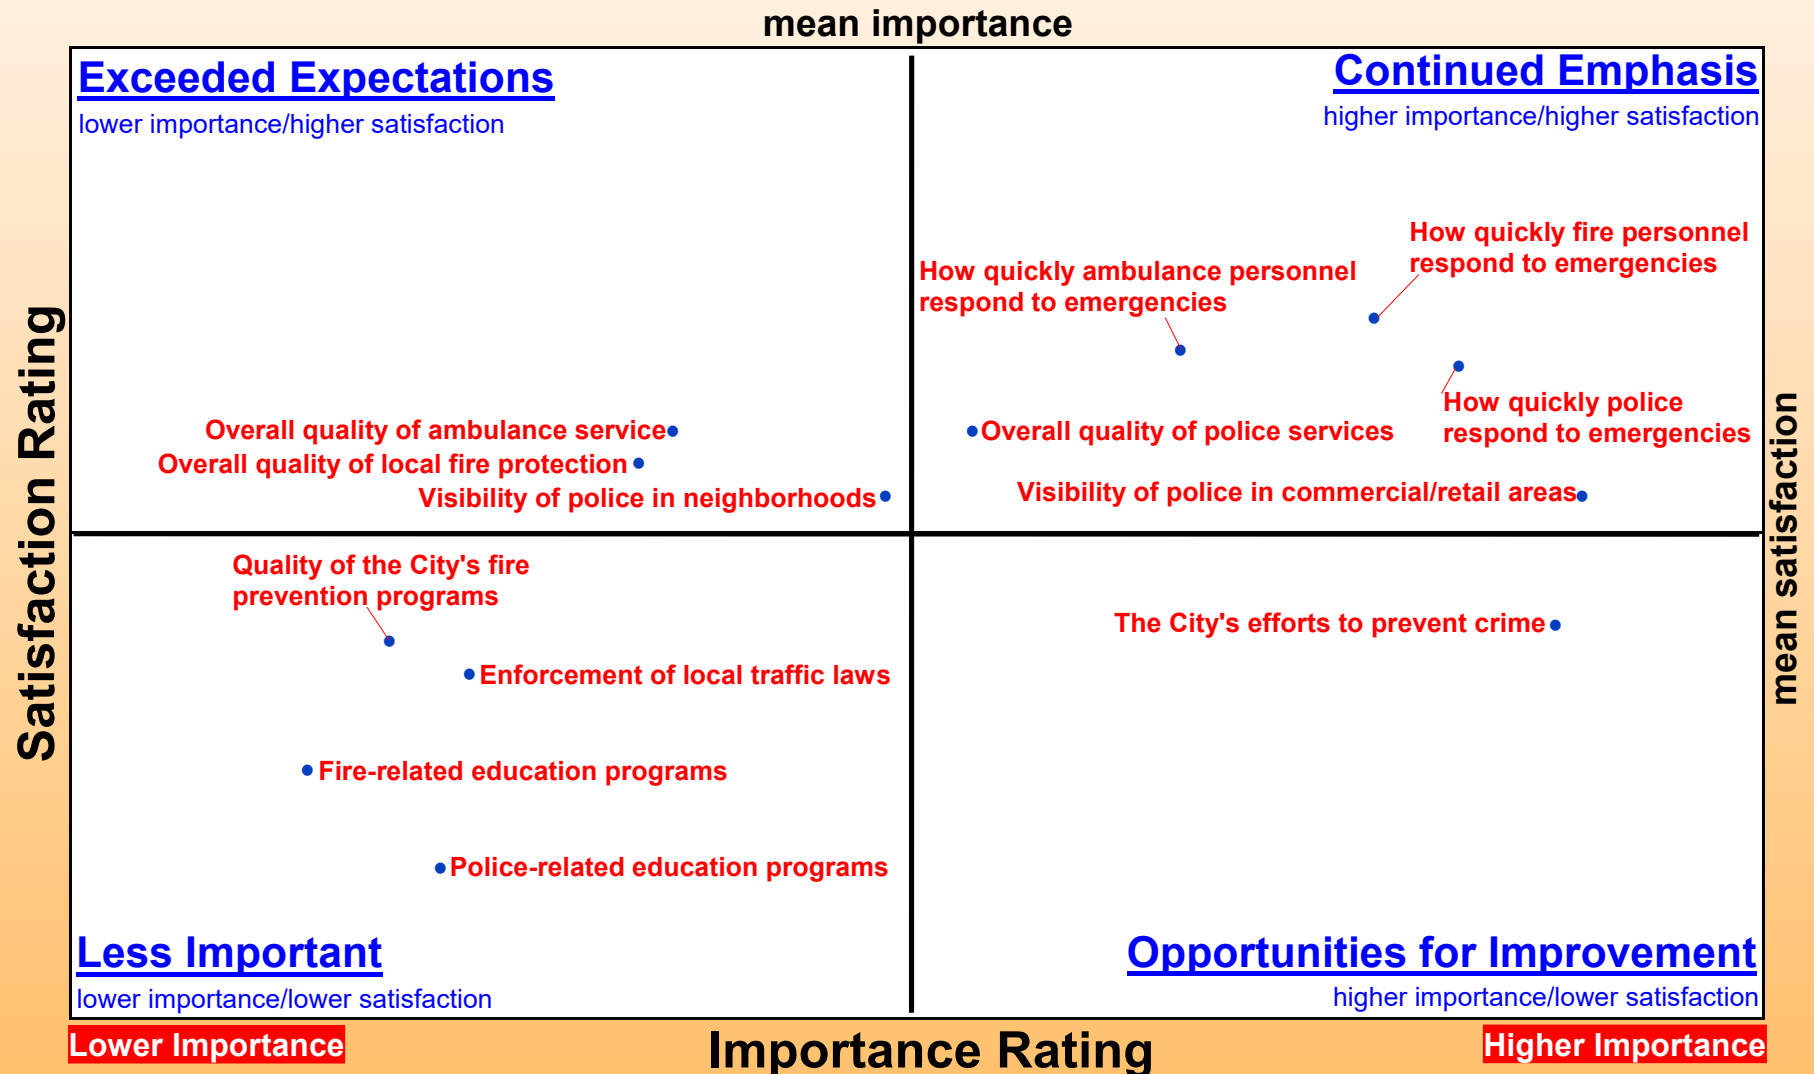 mean importance
Exceeded Expectations
lower importance/higher satisfaction
Continued Emphasis
higher importance/higher satisfaction
How quickly fire personnel
respond to emergencies
How quickly ambulance personnel
respond to emergencies
How quickly police
respond to emergencies
Overall quality of ambulance service
Overall quality of police services
Overall quality of local fire protection
Visibility of police in neighborhoods
Visibility of police in commercial/retail areas
Satisfaction Rating
mean satisfaction
Quality of the City's fire
prevention programs
The City's efforts to prevent crime
Enforcement of local traffic laws
Fire-related education programs
Police-related education programs
Less Important
lower importance/lower satisfaction
Opportunities for Improvement
higher importance/lower satisfaction
Lower Importance
Importance Rating
Higher Importance